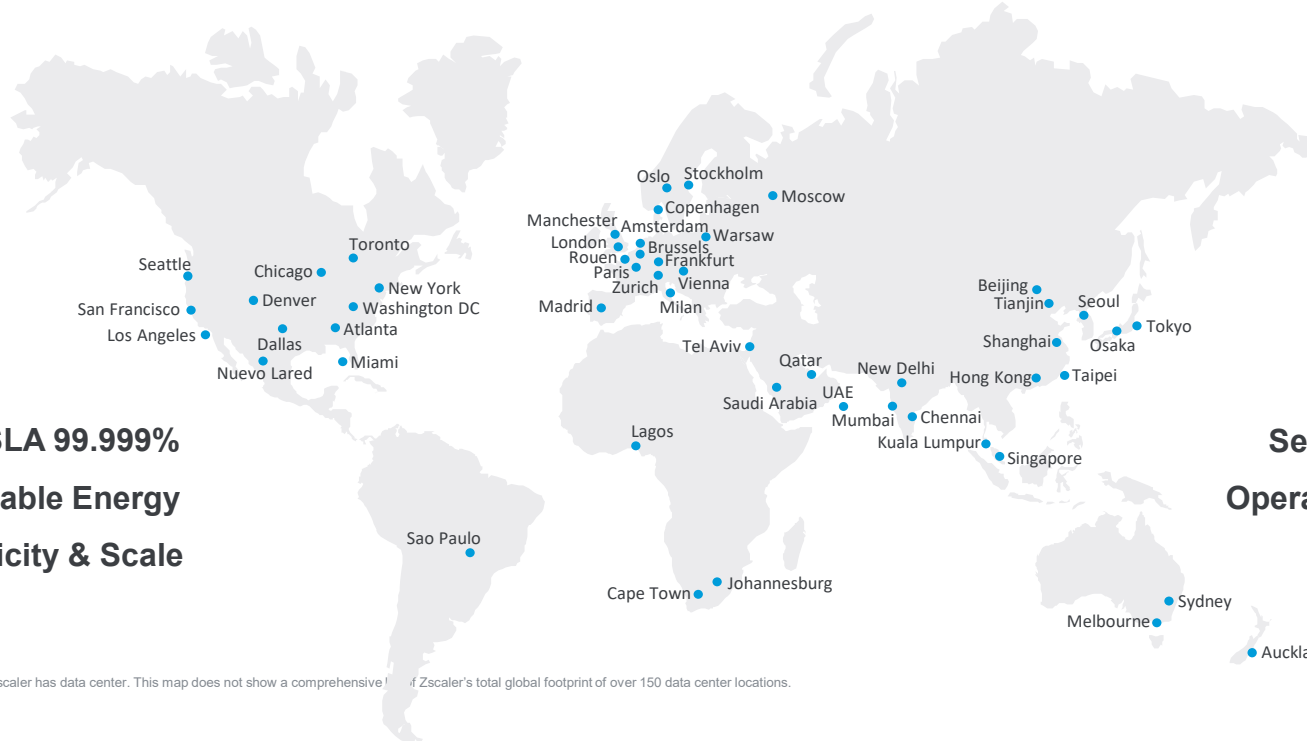 Oslo
Stockholm
Moscow
Copenhagen
Manchester
Amsterdam
Warsaw
London
Brussels
Rouen
Frankfurt
Paris
Zurich
Vienna
Madrid
Milan
Toronto
Seattle
Chicago
New York
Denver
San Francisco
Washington DC
Los Angeles
Atlanta
Dallas
Miami
Nuevo Lared
Beijing
Tianjin
Seoul
Tokyo
Shanghai
Osaka
Tel Aviv
Qatar
New Delhi
Hong Kong
Taipei
Saudi Arabia
UAE
Mumbai
Chennai
Kuala Lumpur
Singapore
Lagos
SLA 99.999%
able Energy
icity & Scale
Se
Opera
Sao Paulo
Johannesburg
Cape Town
Sydney
Melbourne
Auckla
scaler has data center. This map does not show a comprehensive of Zscaler's total global footprint of over 150 data center locations.